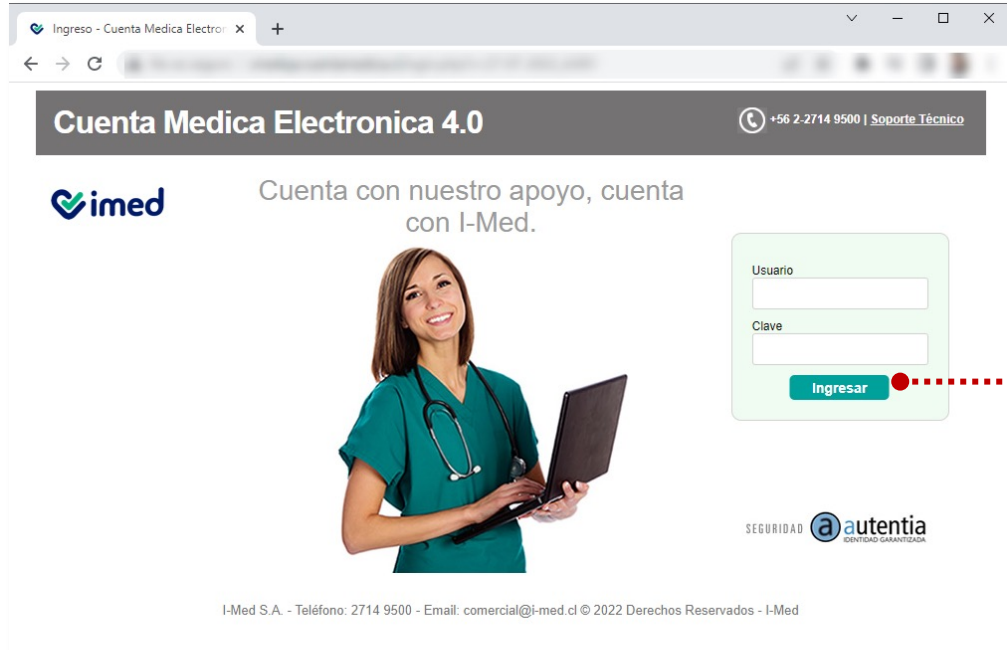 Ingreso - Cuenta Medica Electror
Cuenta Medica Electronica 4.0
+56 2-2714 9500 | Soporte Técnico
imed
Cuenta con nuestro apoyo, cuenta
con I-Med.
Usuario
Clave
Ingresar
SEGURIDAD a autentia
IDENTIDAD GARANTIZADA
I-Med S.A. - Teléfono: 2714 9500 - Email: comercial@i-med.cl © 2022 Derechos Reservados - I-Med